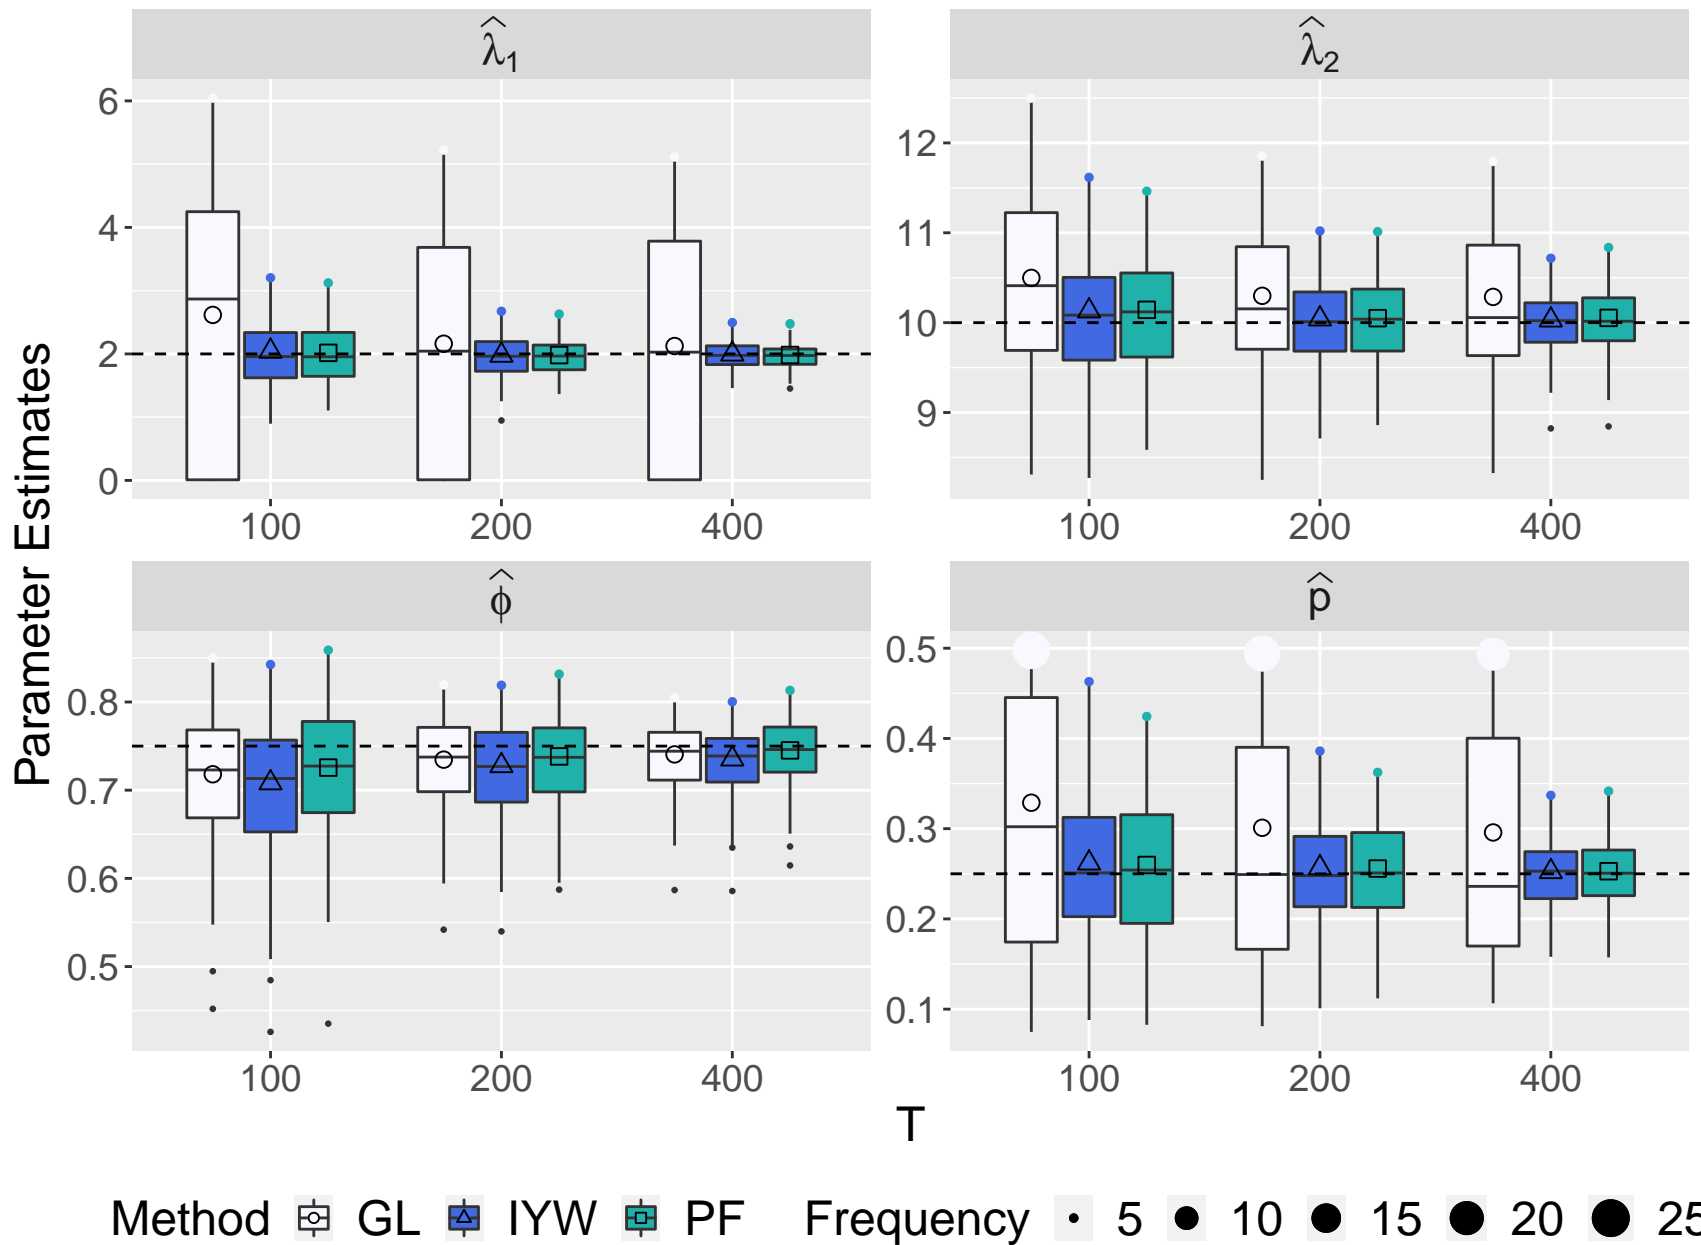 λ̂₁ λ̂₂
6
4
2
0
12
11
10
9
100 200 400
100 200 400
Parameter Estimates
ϕ̂ p̂
0.8
0.7
0.6
0.5
0.5
0.4
0.3
0.2
0.1
100 200 400
100 200 400
T
Method GL IYW PF Frequency 5 10 15 20 25